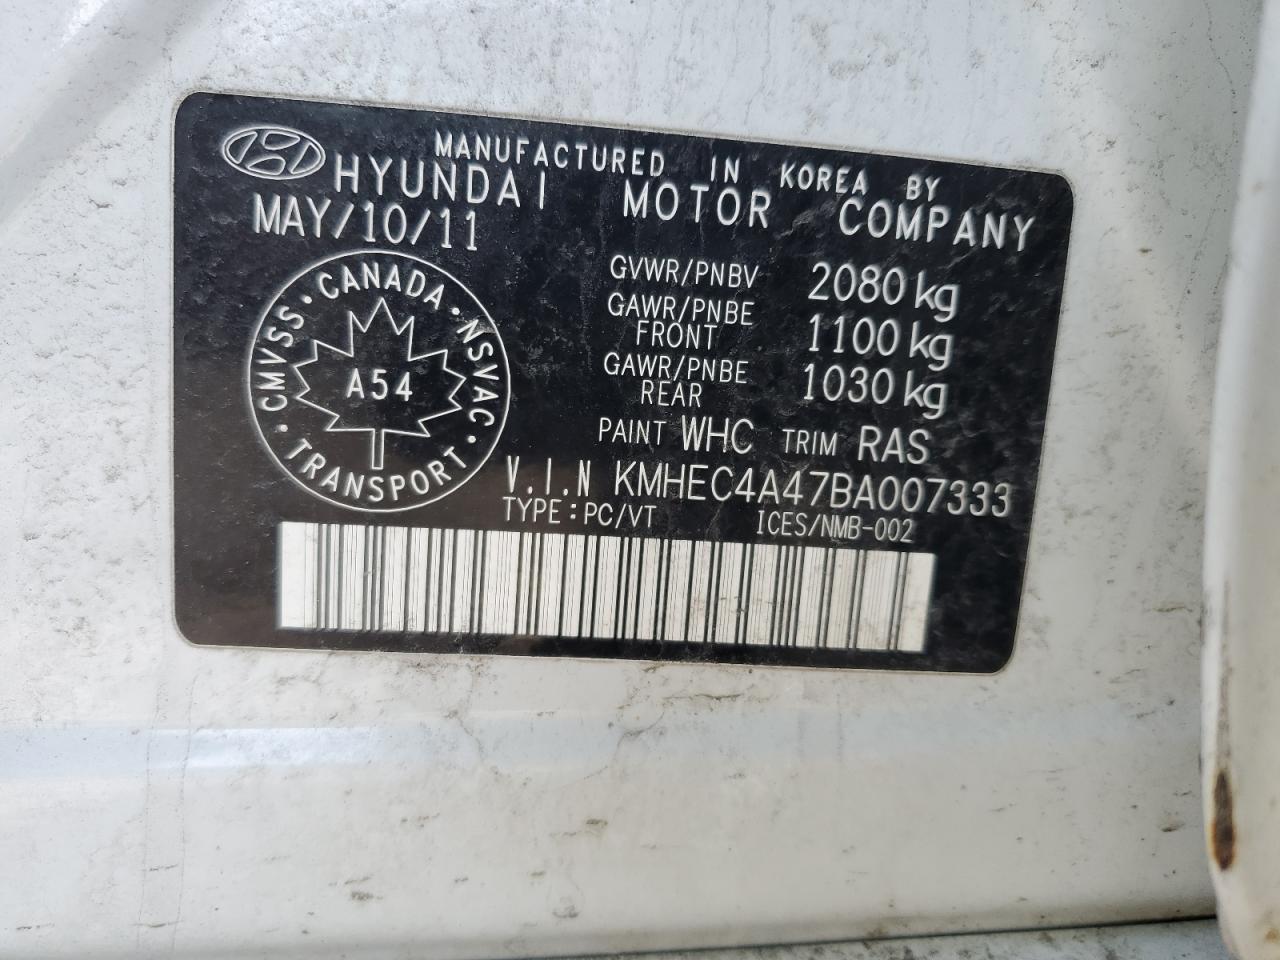 MANUFACTURED IN KOREA BY
HYUNDAI MOTOR COMPANY
MAY/10/11
CMVSS · CANADA · NSVAC · TRANSPORT ·
A54
GVWR/PNBV 2080 kg
GAWR/PNBE FRONT 1100 kg
GAWR/PNBE REAR 1030 kg
PAINT WHC TRIM RAS
V.I.N KMHEC4A47BA007333
TYPE:PC/VT ICES/NMB-002